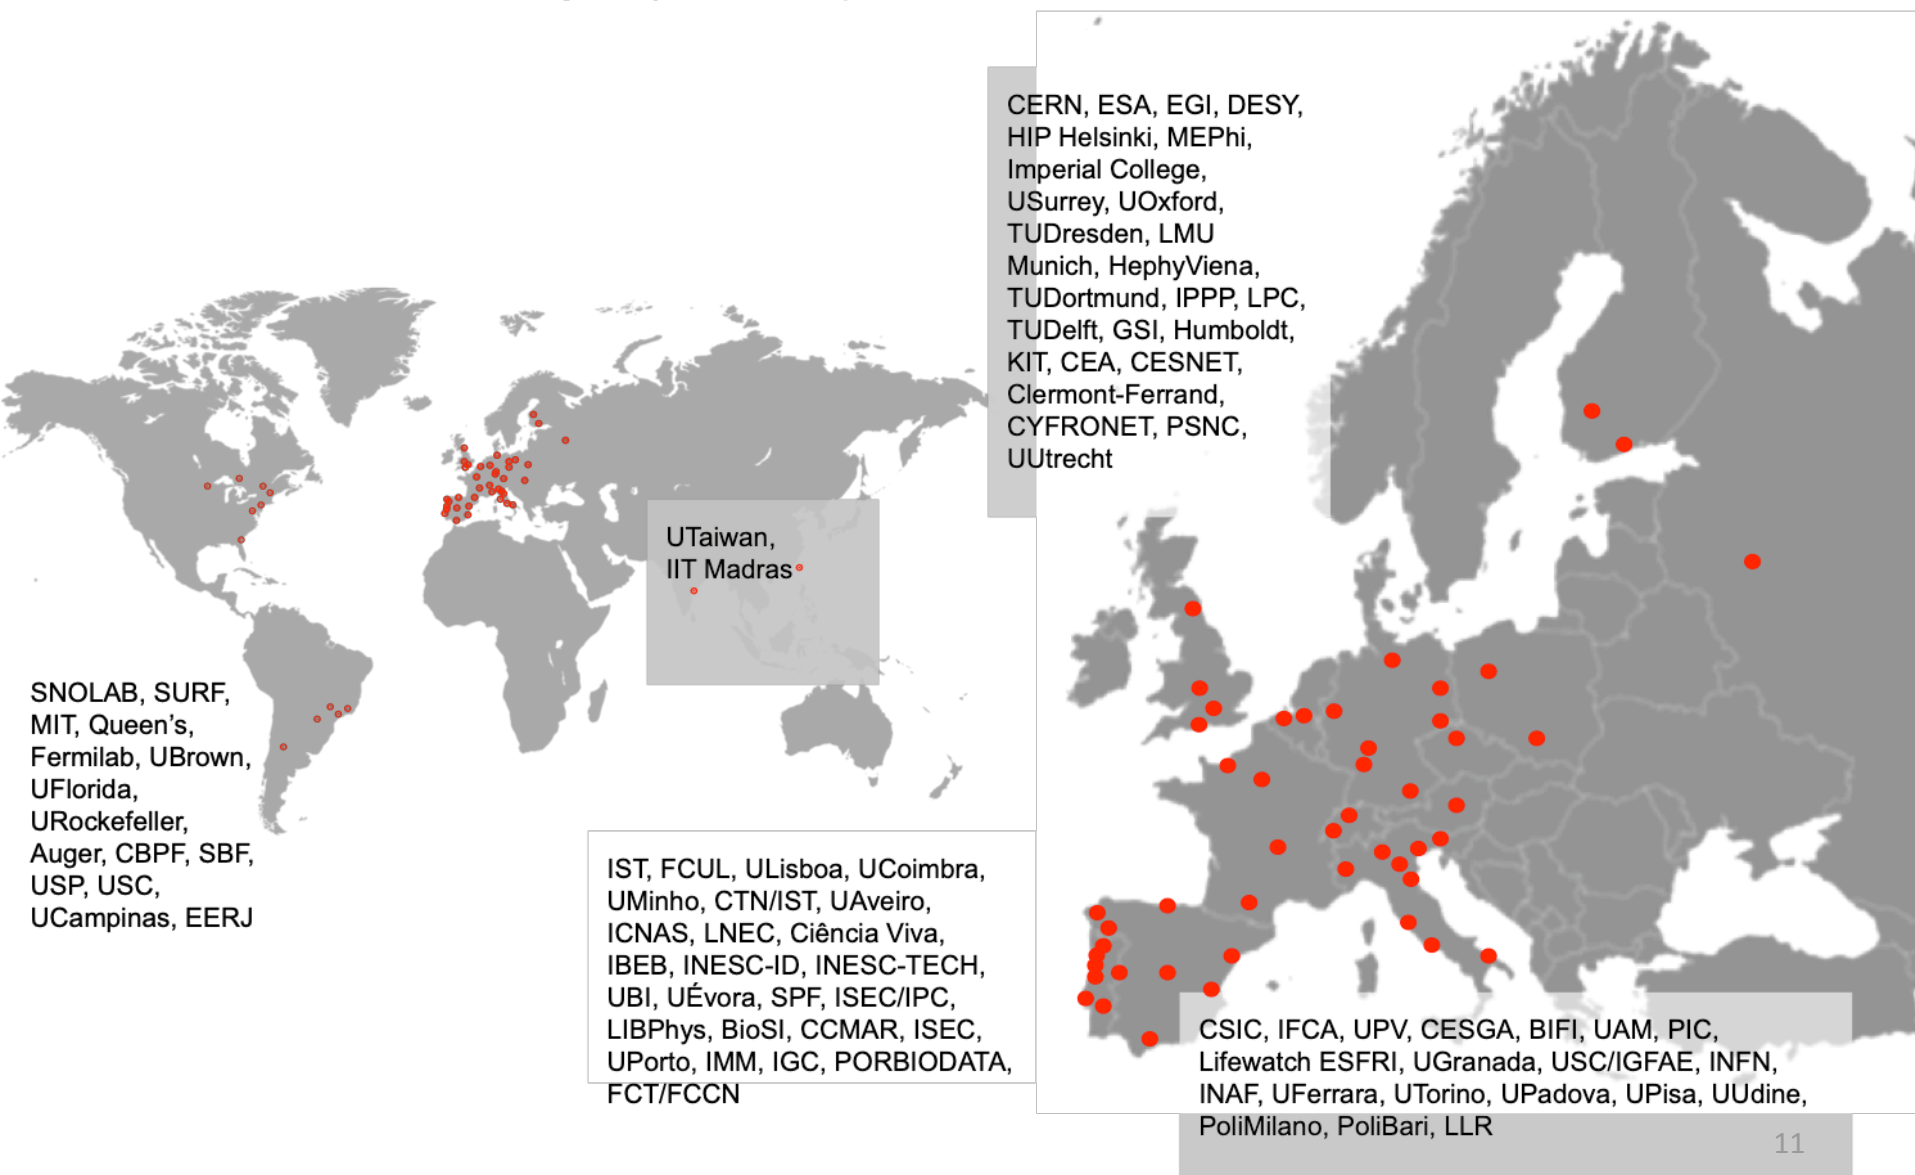 CERN, ESA, EGI, DESY,
HIP Helsinki, MEPhi,
Imperial College,
USurrey, UOxford,
TUDresden, LMU
Munich, HephyViena,
TUDortmund, IPPP, LPC,
TUDelft, GSI, Humboldt,
KIT, CEA, CESNET,
Clermont-Ferrand,
CYFRONET, PSNC,
UUtrecht
UTaiwan,
IIT Madras
SNOLAB, SURF,
MIT, Queen’s,
Fermilab, UBrown,
UFlorida,
URockefeller,
Auger, CBPF, SBF,
USP, USC,
UCampinas, EERJ
IST, FCUL, ULisboa, UCoimbra,
UMinho, CTN/IST, UAveiro,
ICNAS, LNEC, Ciência Viva,
IBEB, INESC-ID, INESC-TECH,
UBI, UÉvora, SPF, ISEC/IPC,
LIBPhys, BioSI, CCMAR, ISEC,
UPorto, IMM, IGC, PORBIODATA,
FCT/FCCN
CSIC, IFCA, UPV, CESGA, BIFI, UAM, PIC,
Lifewatch ESFRI, UGranada, USC/IGFAE, INFN,
INAF, UFerrara, UTorino, UPadova, UPisa, UUdine,
PoliMilano, PoliBari, LLR
11